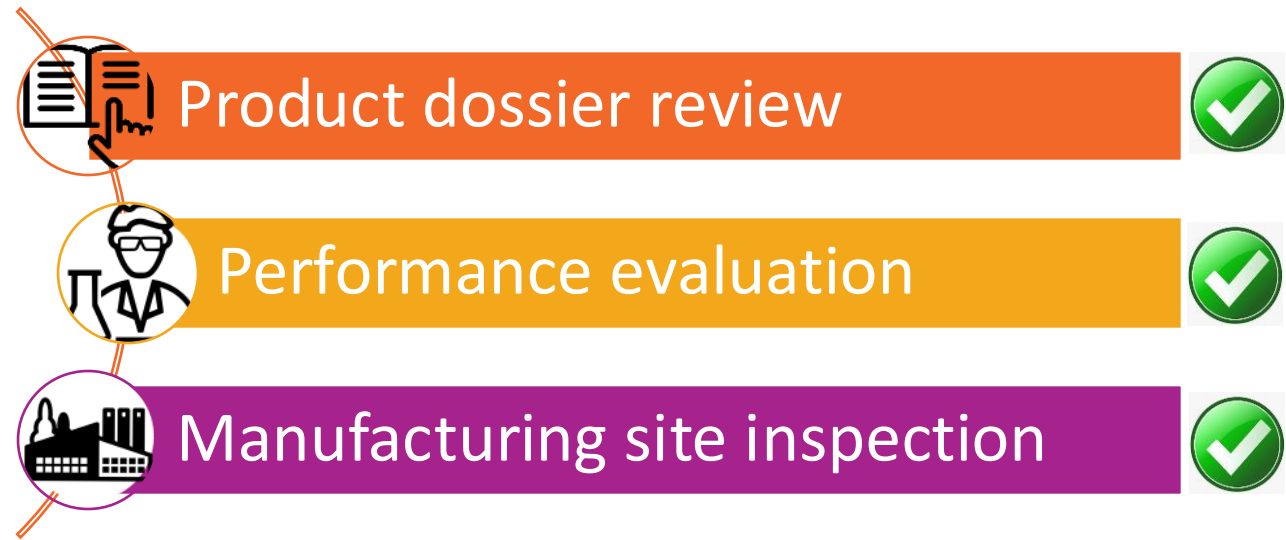 Product dossier review
Performance evaluation
Manufacturing site inspection